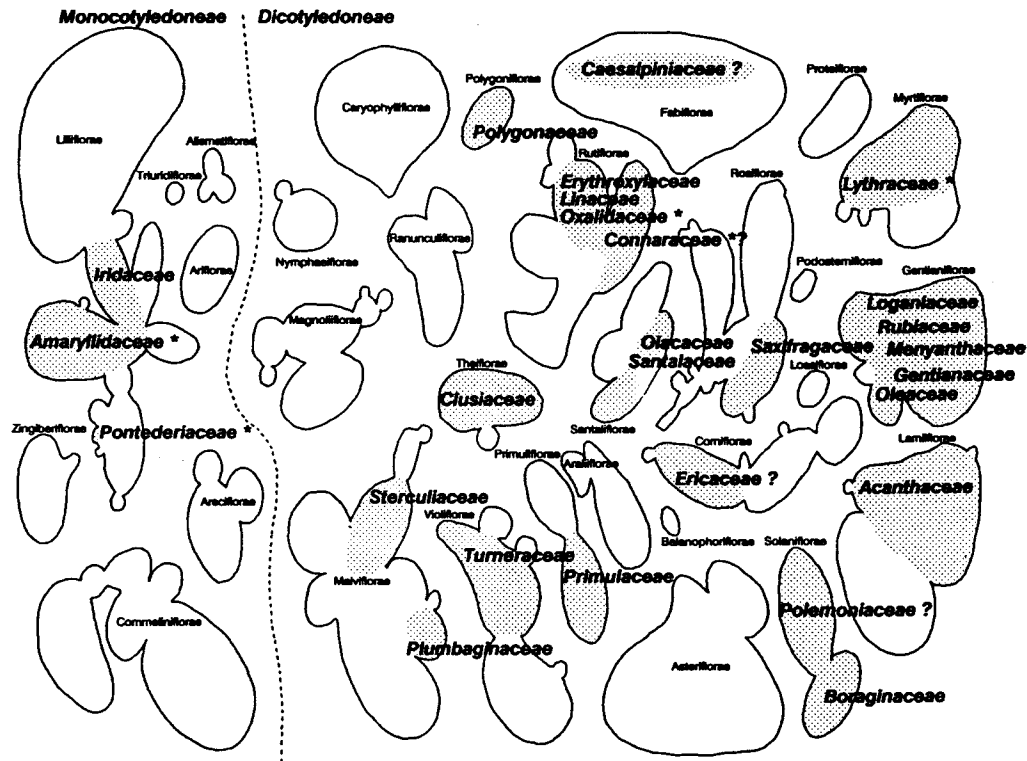 Monocotyledoneae
Dicotyledoneae
Liliiflorae
Alismatiflorae
Triuridiflorae
Iridaceae
Ariflorae
Amaryllidaceae *
Pontederiaceae *
Zingiberiflorae
Areciflorae
Commeliniflorae
Caryophylliflorae
Polygoniflorae
Polygonaceae
Caesalpiniaceae ?
Fabiflorae
Proteiflorae
Myrtiflorae
Lythraceae *
Rutiflorae
Erythroxylaceae
Linaceae
Oxalidaceae *
Connaraceae *?
Rosiflorae
Nymphaeiflorae
Ranunculiflorae
Podostemiflorae
Gentianiflorae
Loganiaceae
Rubiaceae
Menyanthaceae
Gentianaceae
Oleaceae
Magnoliiflorae
Olacaceae
Santalaceae
Saxifragaceae
Loasiflorae
Theiflorae
Clusiaceae
Santaliflorae
Primuliflorae
Araliiflorae
Corniflorae
Ericaceae ?
Lamiiflorae
Acanthaceae
Sterculiaceae
Violiflorae
Turneraceae
Primulaceae
Balanophoriflorae
Solaniflorae
Malviflorae
Polemoniaceae ?
Plumbaginaceae
Asteriflorae
Boraginaceae